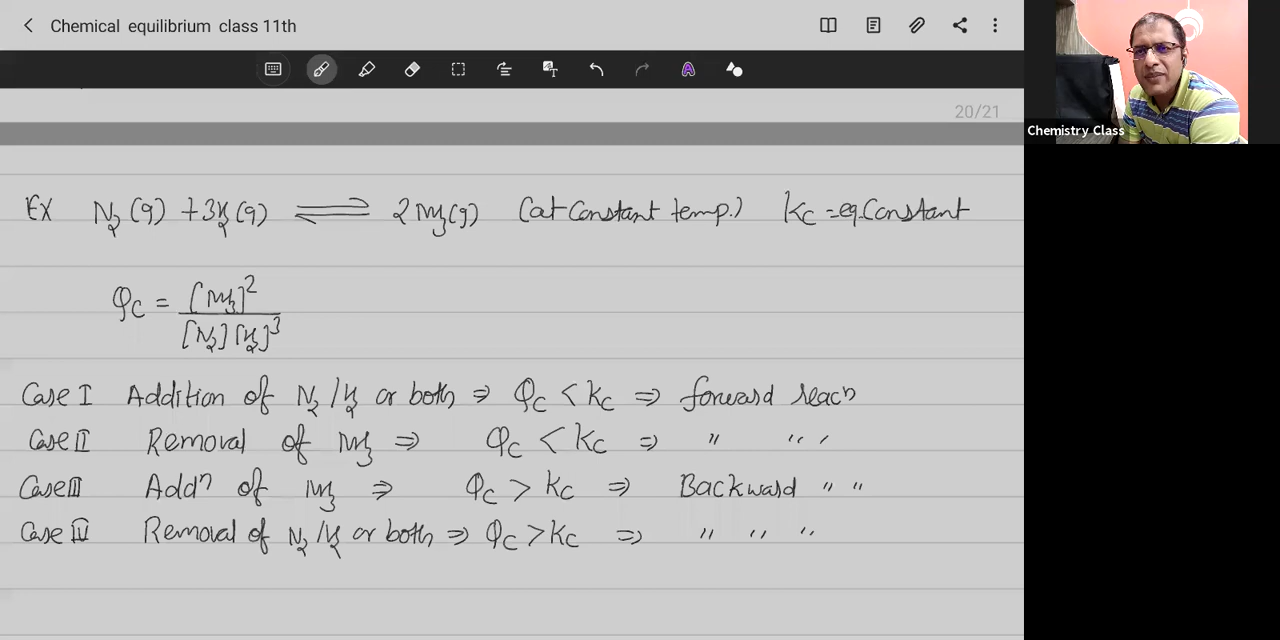 Chemical equilibrium class 11th
20/21
Chemistry Class
Ex N₂(g) + 3H₂(g) ⇌ 2NH₃(g) (at Constant temp.) Kc = eq. Constant
Qc = [NH₃]² / [N₂][H₂]³
Case I Addition of N₂/H₂ or both ⇒ Qc < Kc ⇒ forward reacⁿ
Case II Removal of NH₃ ⇒ Qc < Kc ⇒ " " "
Case III Addⁿ of NH₃ ⇒ Qc > Kc ⇒ Backward " "
Case IV Removal of N₂/H₂ or both ⇒ Qc > Kc ⇒ " " "